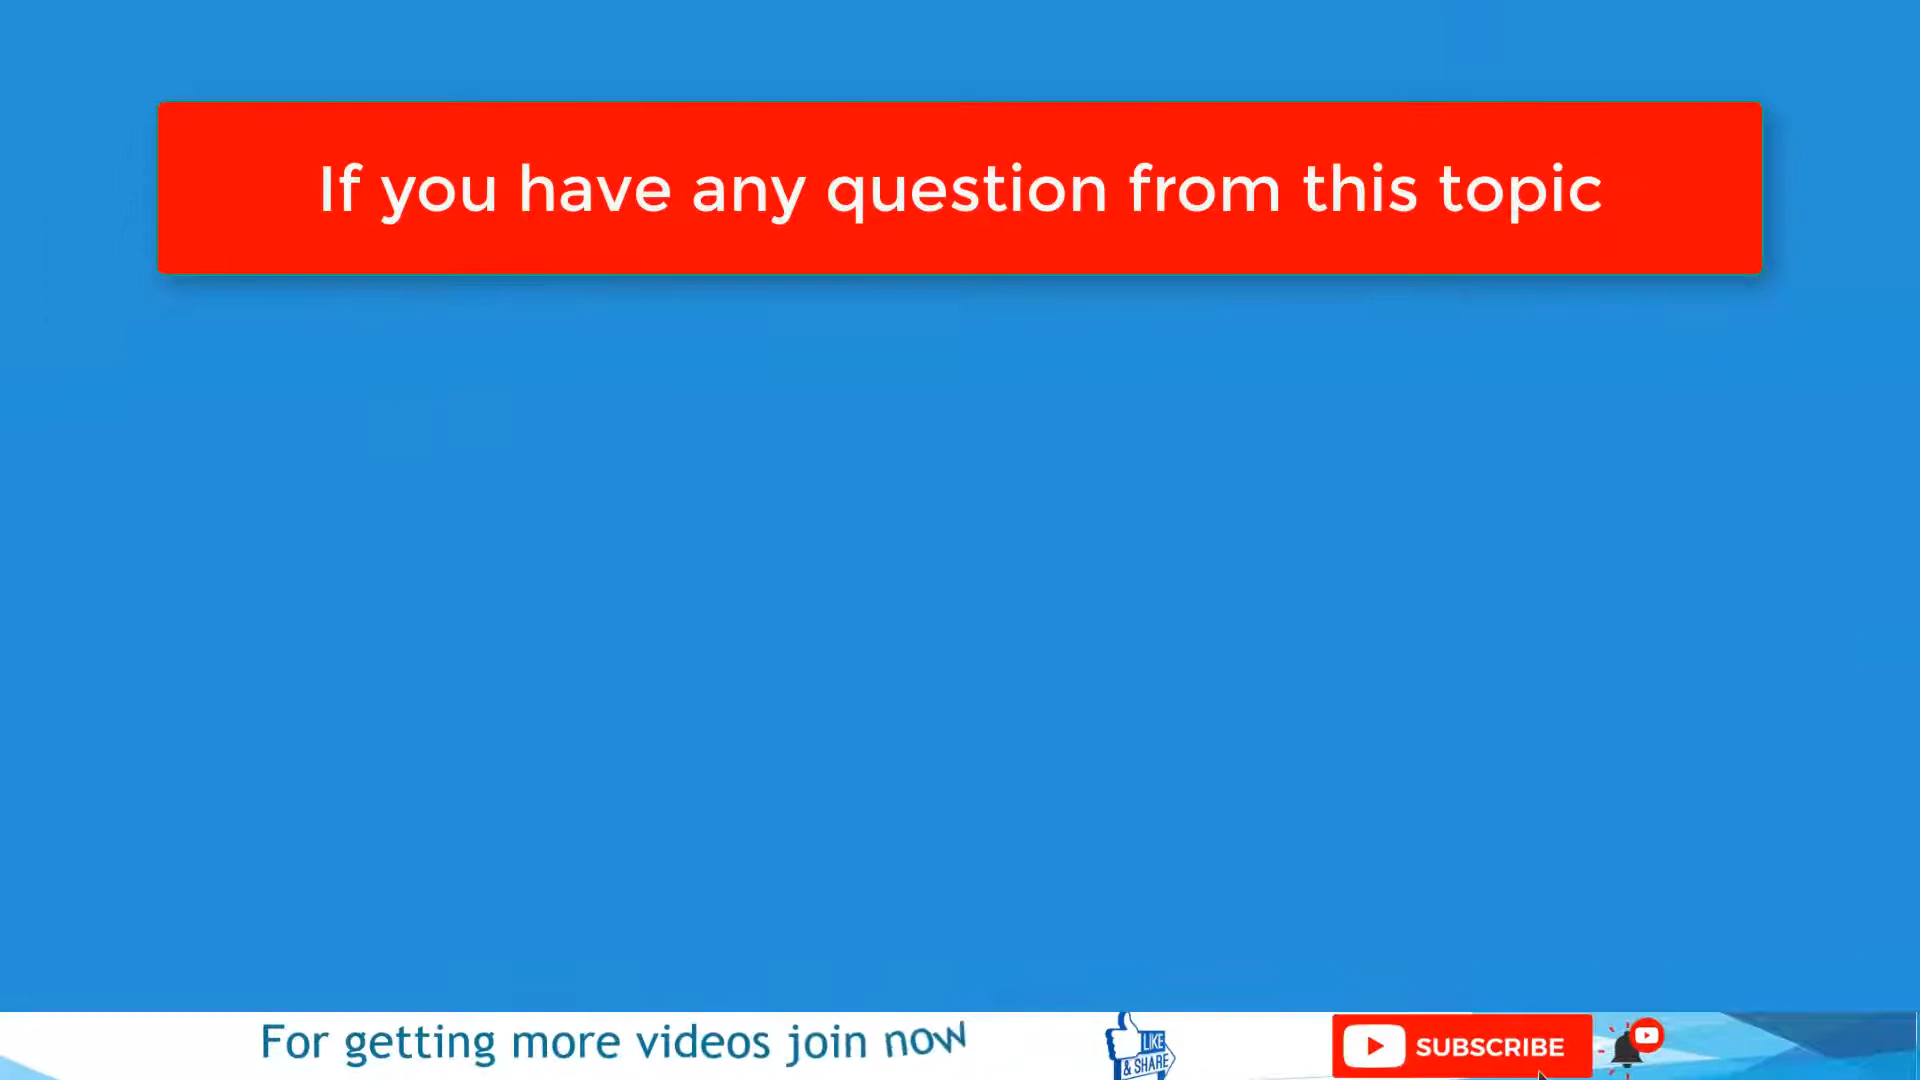 If you have any question from this topic
For getting more videos join now
LIKE
& SHARE
SUBSCRIBE